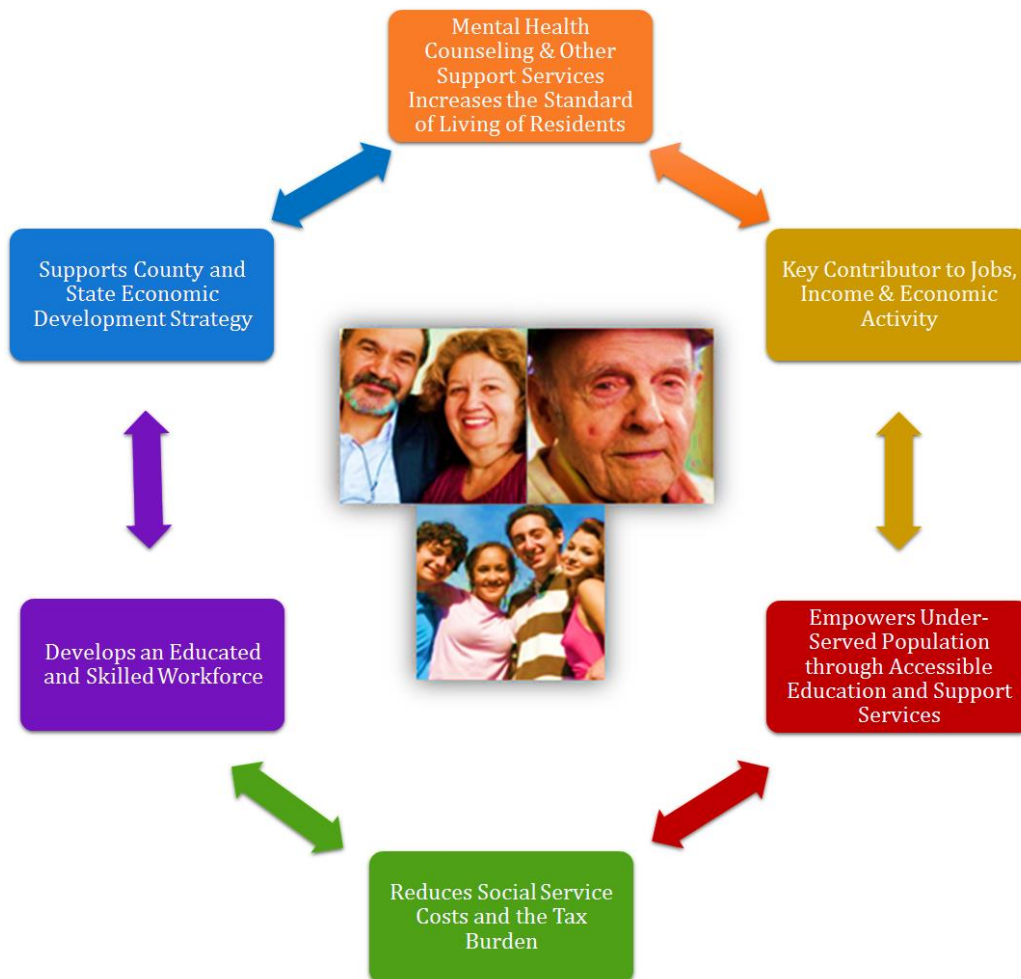 Mental Health
Counseling & Other
Support Services
Increases the Standard
of Living of Residents
Supports County and
State Economic
Development Strategy
Key Contributor to Jobs,
Income & Economic
Activity
Develops an Educated
and Skilled Workforce
Empowers Under-
Served Population
through Accessible
Education and Support
Services
Reduces Social Service
Costs and the Tax
Burden